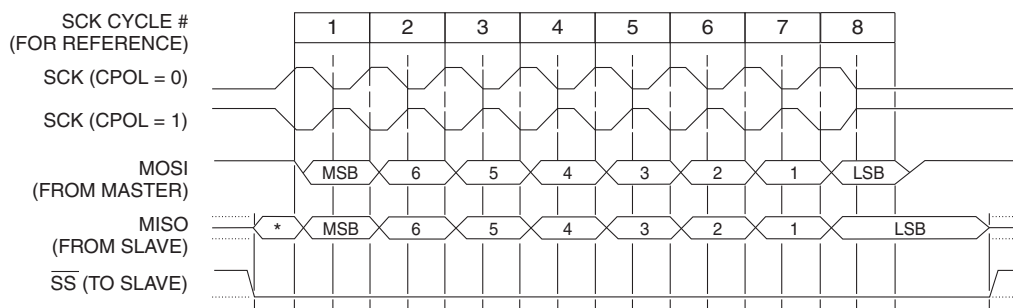 SCK CYCLE #
(FOR REFERENCE)
1 2 3 4 5 6 7 8
SCK (CPOL = 0)
SCK (CPOL = 1)
MOSI
(FROM MASTER)
MSB 6 5 4 3 2 1 LSB
MISO
(FROM SLAVE)
* MSB 6 5 4 3 2 1 LSB
SS (TO SLAVE)